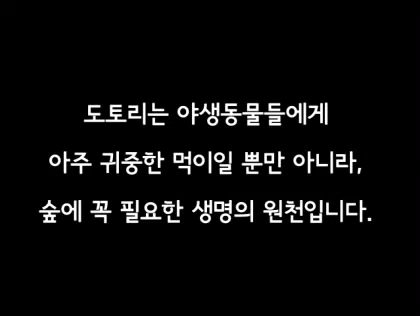 도토리는 야생동물들에게
아주 귀중한 먹이일 뿐만 아니라,
숲에 꼭 필요한 생명의 원천입니다.